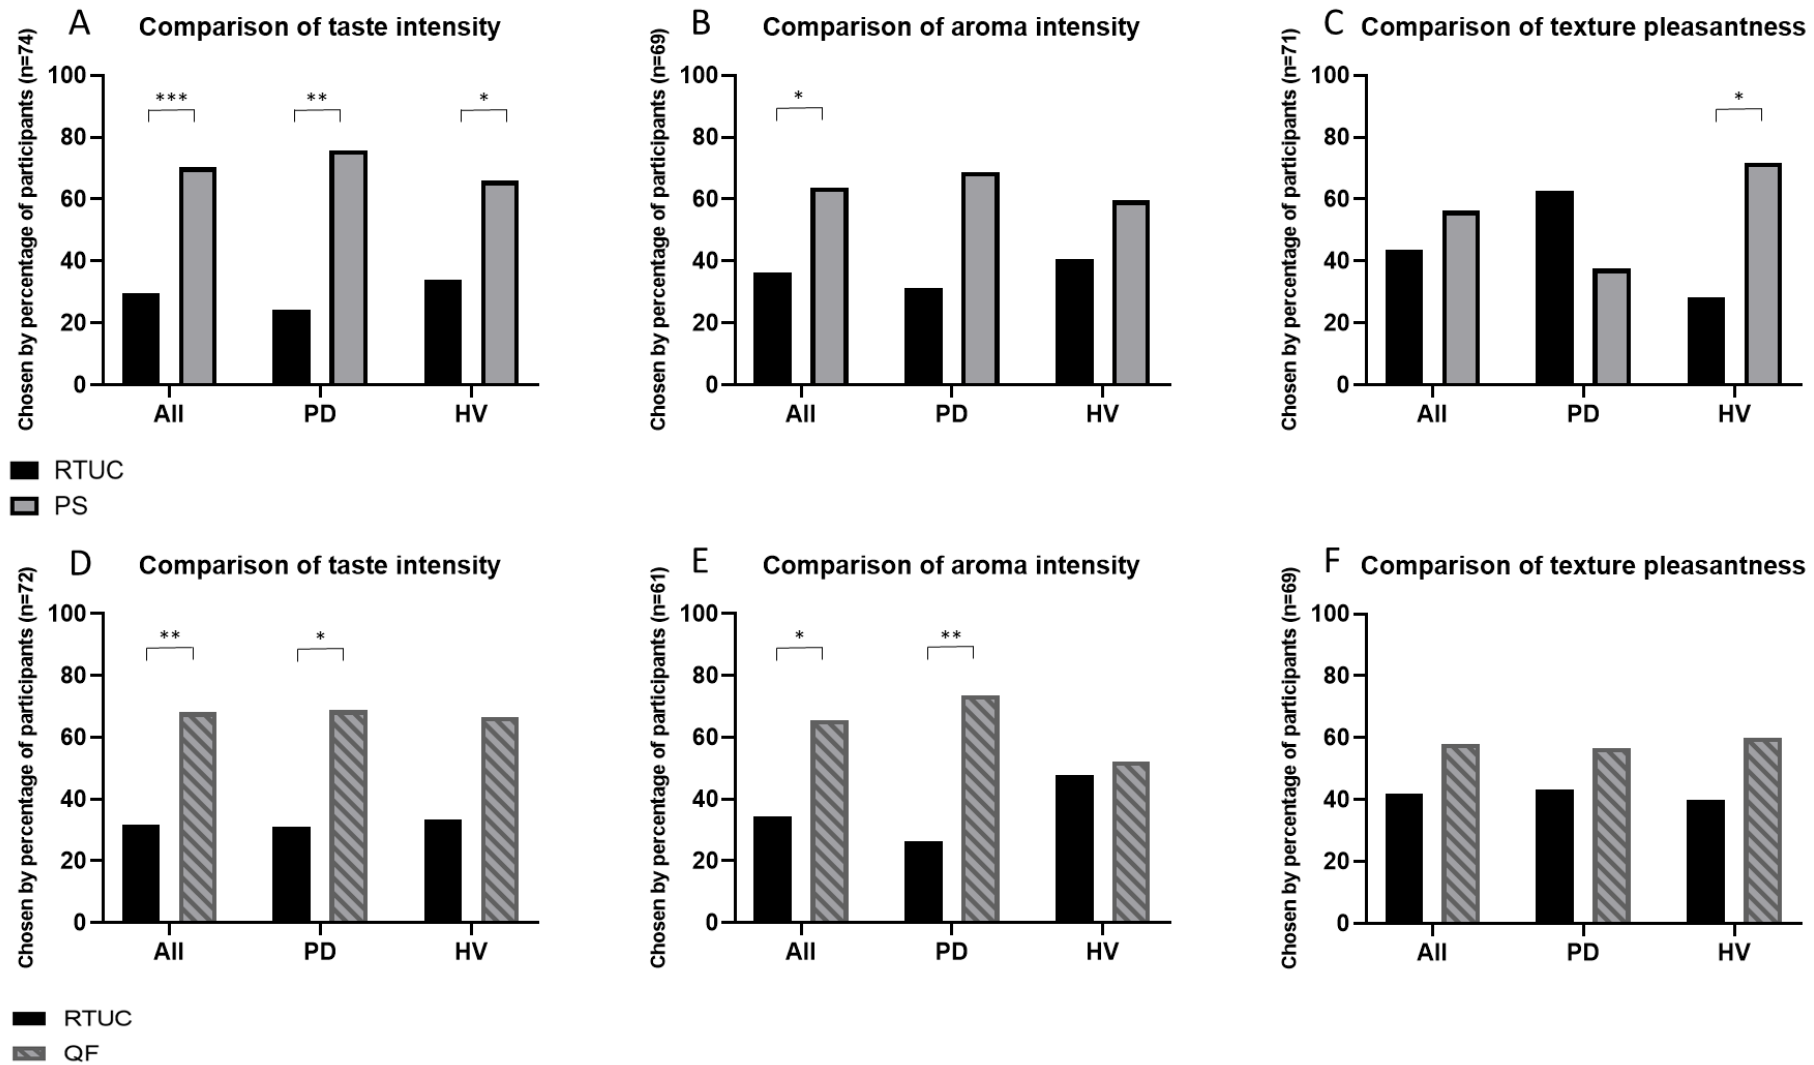 A Comparison of taste intensity
Chosen by percentage of participants (n=74)
100
80
60
40
20
0
***
**
*
All PD HV
B Comparison of aroma intensity
Chosen by percentage of participants (n=69)
100
80
60
40
20
0
*
All PD HV
C Comparison of texture pleasantness
Chosen by percentage of participants (n=71)
100
80
60
40
20
0
*
All PD HV
RTUC
PS
D Comparison of taste intensity
Chosen by percentage of participants (n=72)
100
80
60
40
20
0
**
*
All PD HV
E Comparison of aroma intensity
Chosen by percentage of participants (n=61)
100
80
60
40
20
0
*
**
All PD HV
F Comparison of texture pleasantness
Chosen by percentage of participants (n=69)
100
80
60
40
20
0
All PD HV
RTUC
QF